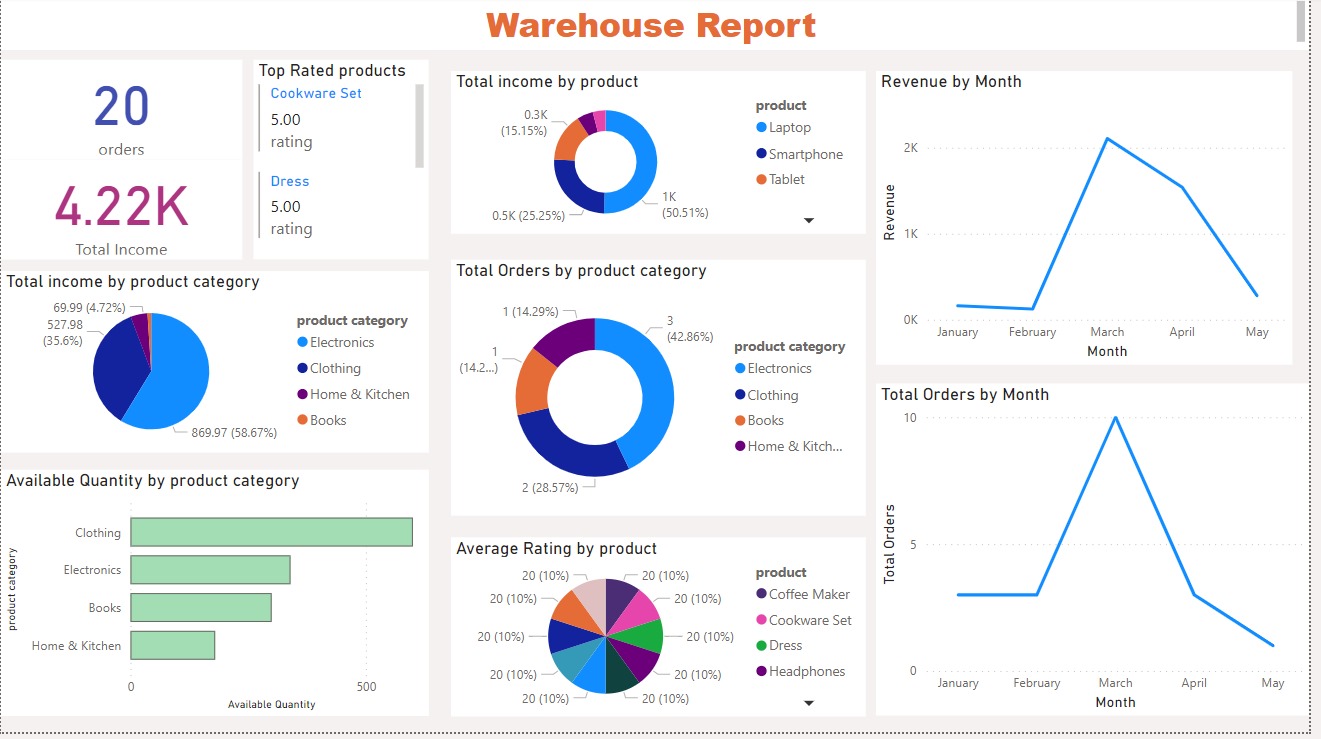 Warehouse Report
20
orders
4.22K
Total Income
Top Rated products
Cookware Set
5.00
rating
Dress
5.00
rating
Total income by product category
69.99 (4.72%)
527.98
(35.6%)
869.97 (58.67%)
product category
Electronics
Clothing
Home & Kitchen
Books
Available Quantity by product category
product category
Clothing
Electronics
Books
Home & Kitchen
0
500
Available Quantity
Total income by product
0.3K
(15.15%)
0.5K (25.25%)
1K
(50.51%)
product
Laptop
Smartphone
Tablet
Total Orders by product category
1 (14.29%)
1
(14.2...)
2 (28.57%)
3
(42.86%)
product category
Electronics
Clothing
Books
Home & Kitch...
Average Rating by product
20 (10%)
20 (10%)
20 (10%)
20 (10%)
20 (10%)
20 (10%)
20 (10%)
20 (10%)
20 (10%)
20 (10%)
product
Coffee Maker
Cookware Set
Dress
Headphones
Revenue by Month
Revenue
2K
1K
0K
January
February
March
April
May
Month
Total Orders by Month
Total Orders
10
5
0
January
February
March
April
May
Month